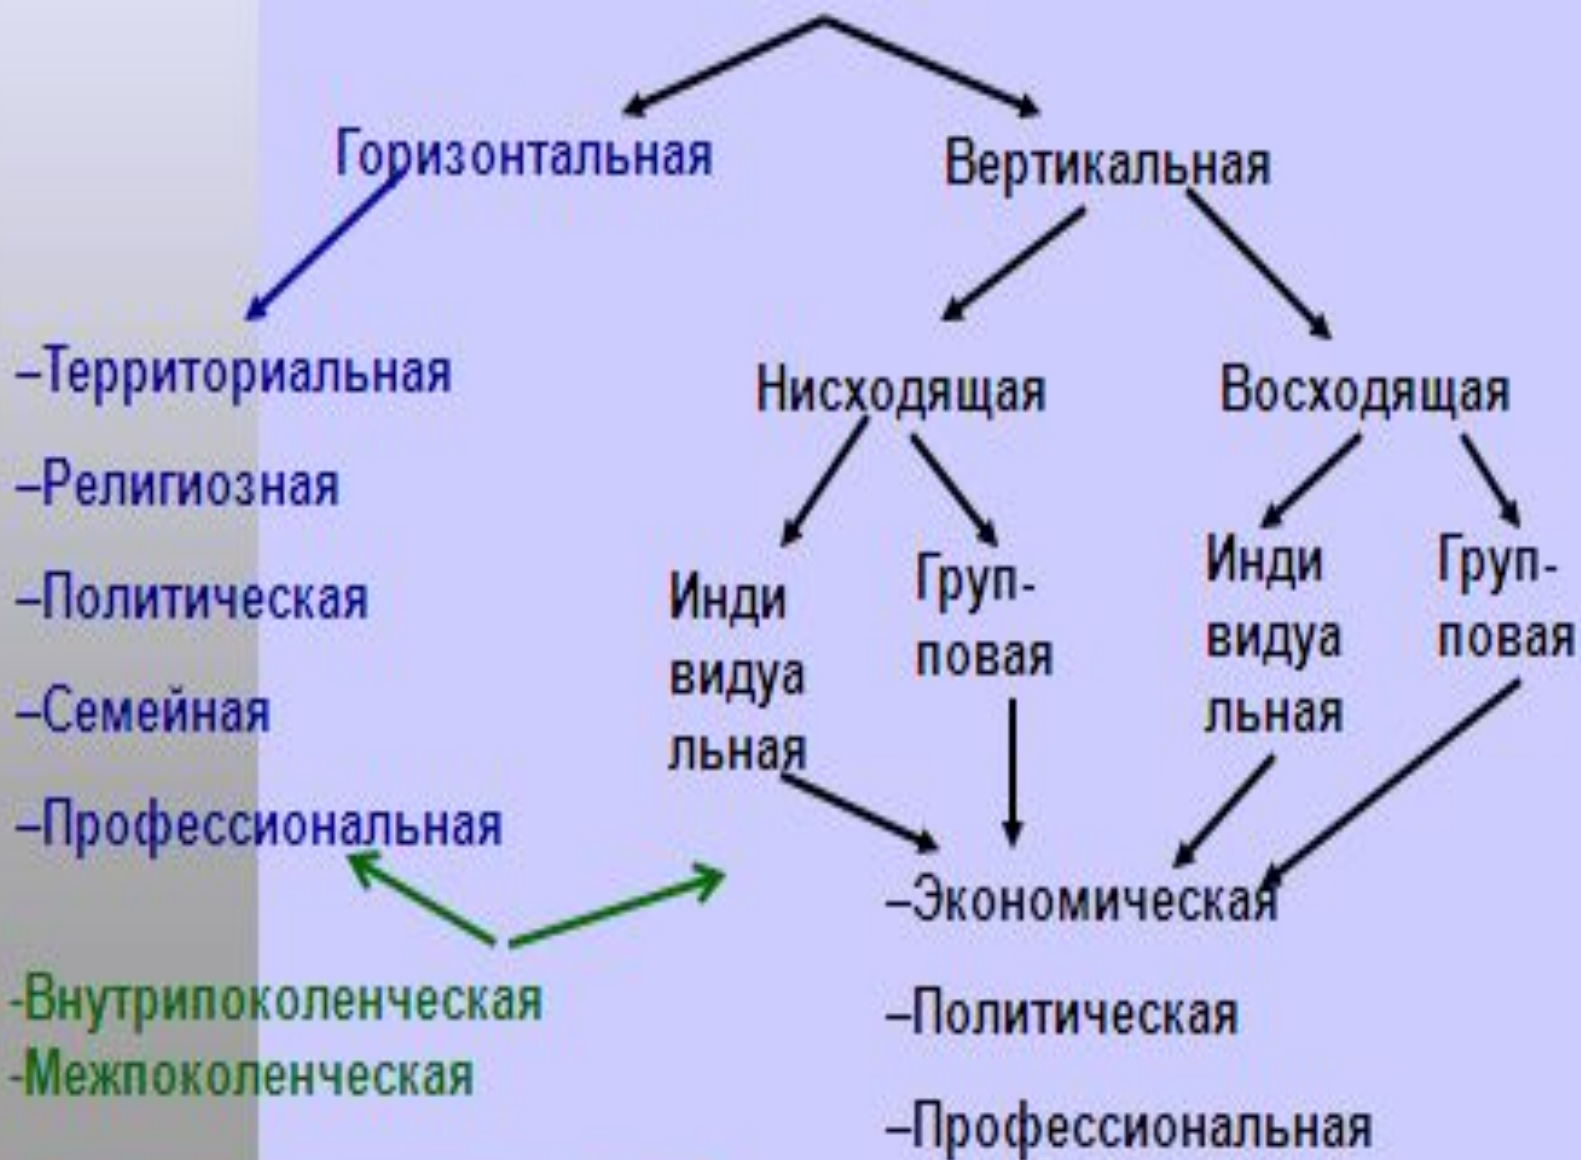 Горизонтальная
Вертикальная
–Территориальная
–Религиозная
–Политическая
–Семейная
–Профессиональная
-Внутрипоколенческая
-Межпоколенческая
Нисходящая
Восходящая
Инди
видуа
льная
Груп-
повая
Инди
видуа
льная
Груп-
повая
–Экономическая
–Политическая
–Профессиональная